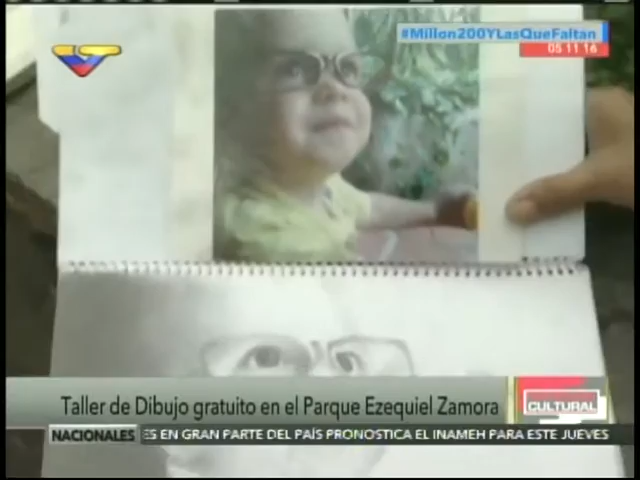 #Millon200YLasQueFaltan
05 11 16
Taller de Dibujo gratuito en el Parque Ezequiel Zamora
CULTURAL
NACIONALES
ES EN GRAN PARTE DEL PAÍS PRONOSTICA EL INAMEH PARA ESTE JUEVES